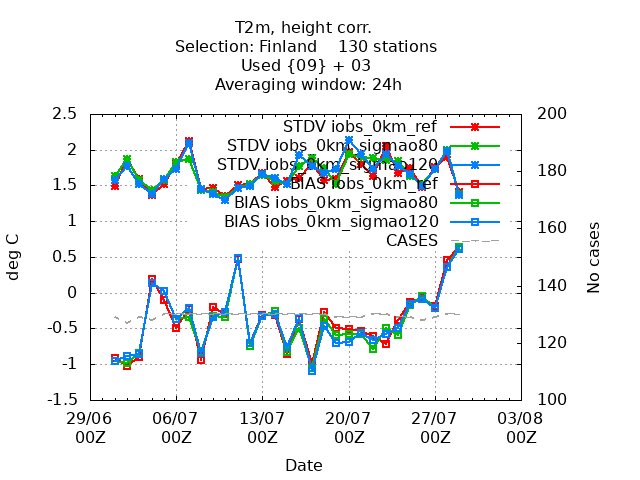 T2m, height corr.
Selection: Finland 130 stations
Used {09} + 03
Averaging window: 24h
2.5
2
1.5
1
0.5
0
-0.5
-1
-1.5
deg C
200
180
160
140
120
100
No cases
STDV iobs_0km_ref
STDV iobs_0km_sigmao80
STDV iobs_0km_sigmao120
BIAS iobs_0km_ref
BIAS iobs_0km_sigmao80
BIAS iobs_0km_sigmao120
CASES
29/06 06/07 13/07 20/07 27/07 03/08
00Z 00Z 00Z 00Z 00Z 00Z
Date